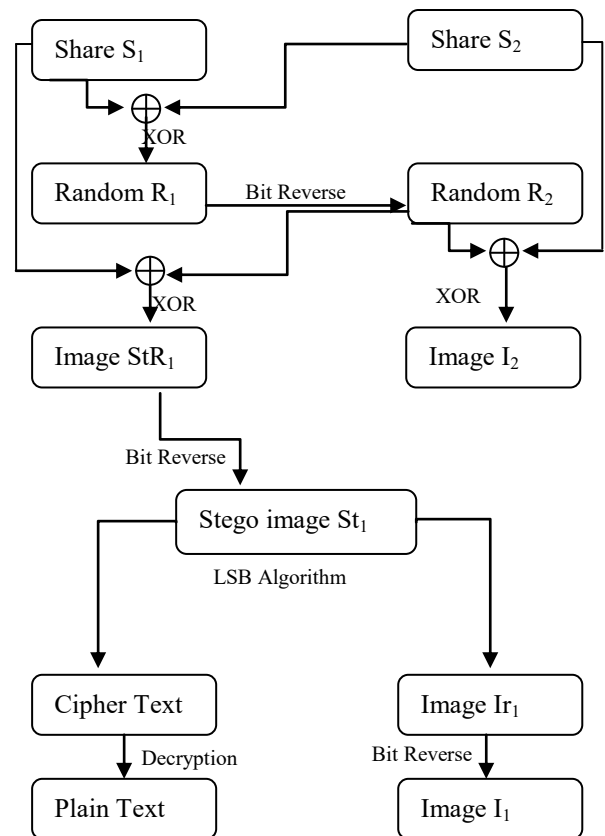 Share S₁
Share S₂
XOR
Random R₁
Bit Reverse
Random R₂
XOR
XOR
Image StR₁
Image I₂
Bit Reverse
Stego image St₁
LSB Algorithm
Cipher Text
Image Ir₁
Decryption
Bit Reverse
Plain Text
Image I₁